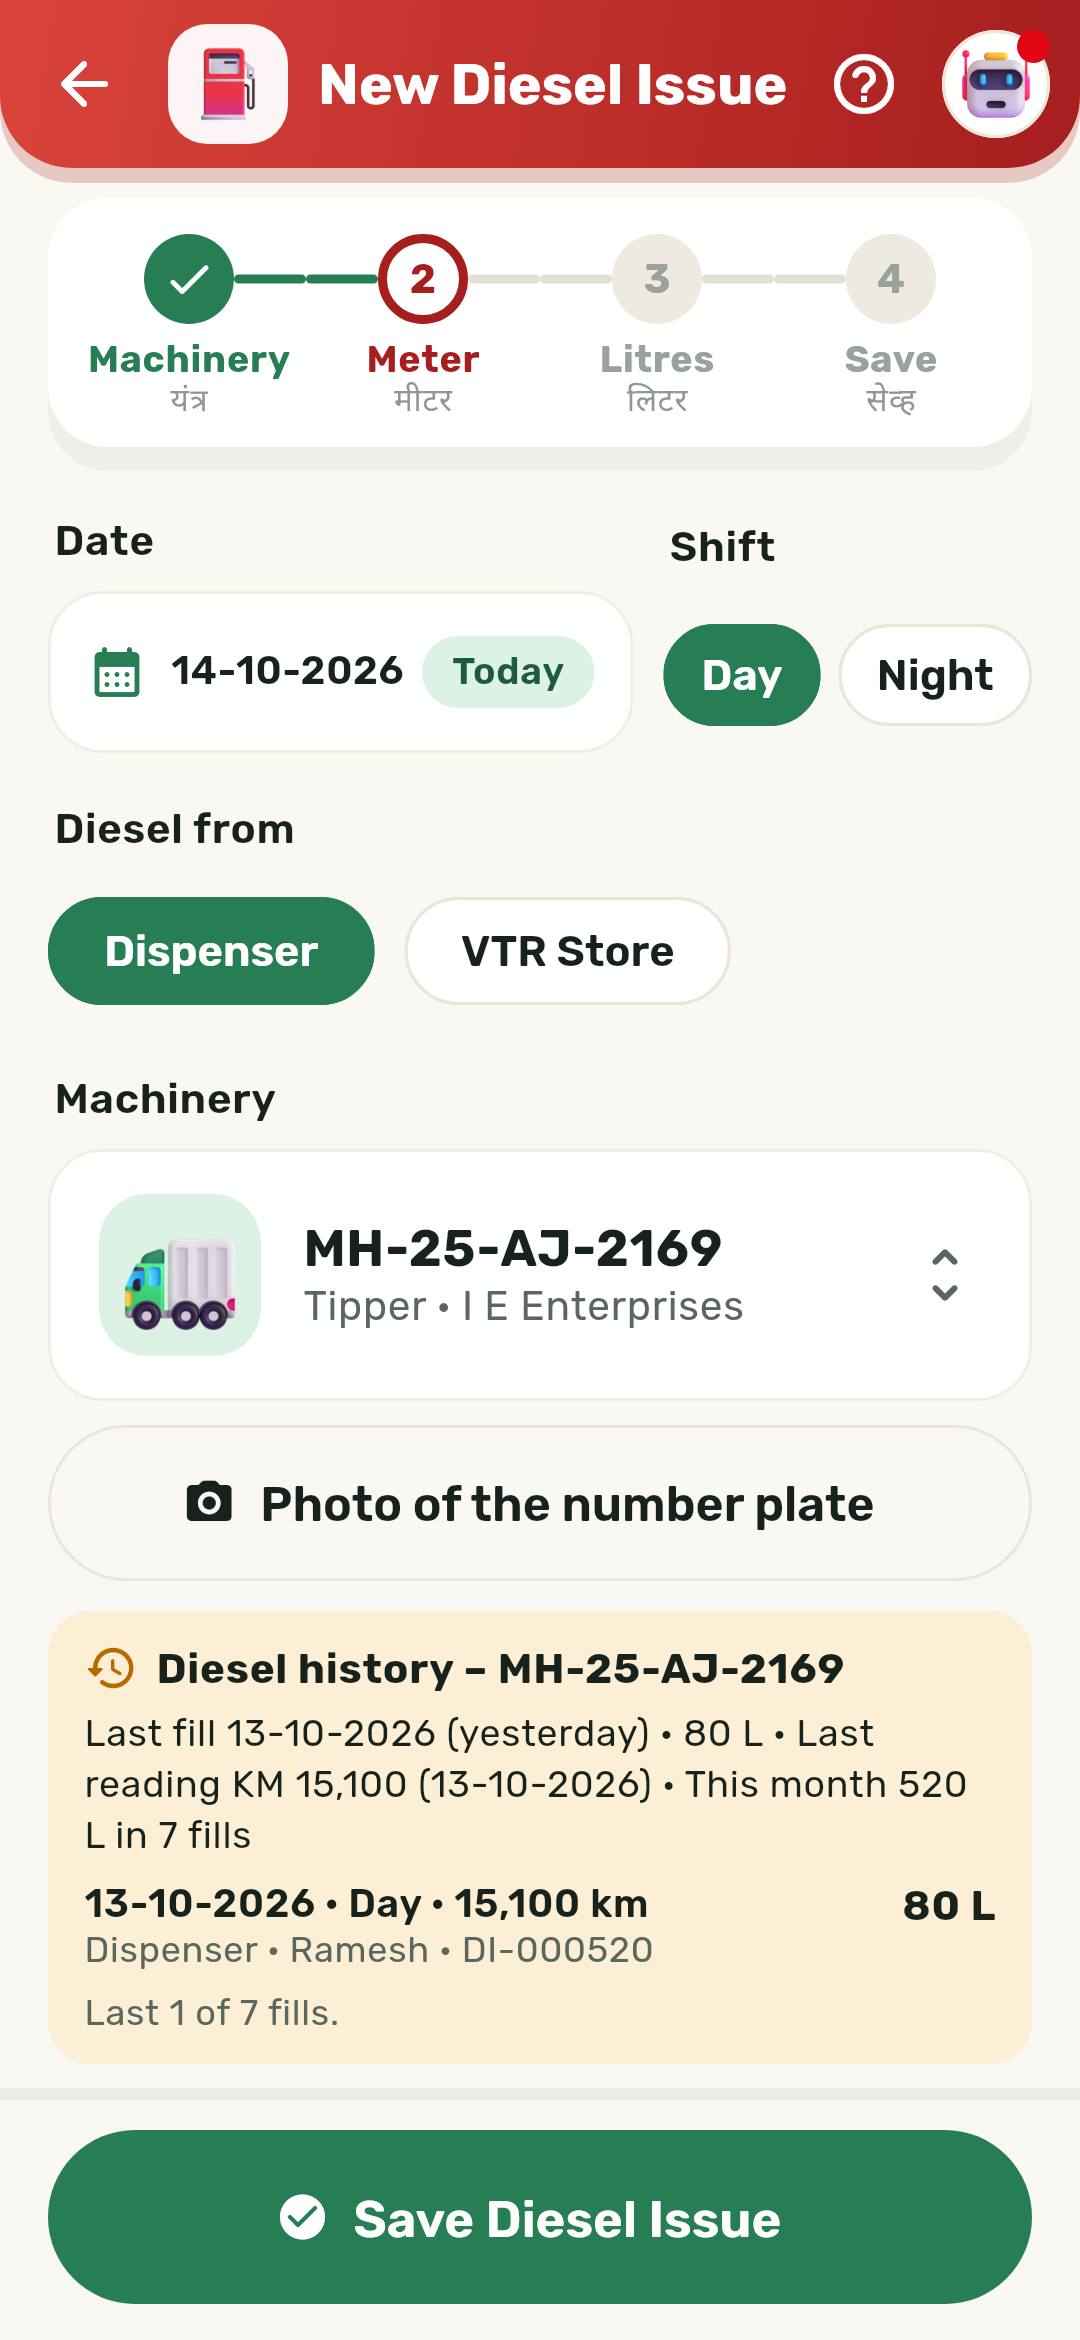 New Diesel Issue
2
3
4
Machinery
Meter
Litres
Save
यंत्र
मीटर
लिटर
सेव्ह
Date
Shift
14-10-2026
Today
Day
Night
Diesel from
Dispenser
VTR Store
Machinery
MH-25-AJ-2169
Tipper • I E Enterprises
Photo of the number plate
Diesel history – MH-25-AJ-2169
Last fill 13-10-2026 (yesterday) • 80 L • Last
reading KM 15,100 (13-10-2026) • This month 520
L in 7 fills
13-10-2026 • Day • 15,100 km
80 L
Dispenser • Ramesh • DI-000520
Last 1 of 7 fills.
Save Diesel Issue